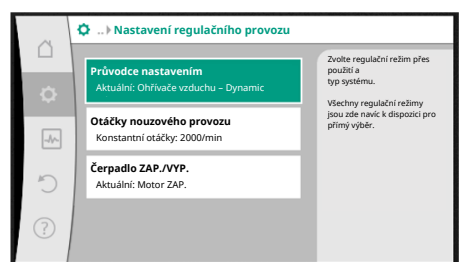 .. Nastavení regulačního provozu
Průvodce nastavením
Aktuální: Ohřívače vzduchu – Dynamic
Otáčky nouzového provozu
Konstantní otáčky: 2000/min
Čerpadlo ZAP./VYP.
Aktuální: Motor ZAP.
Zvolte regulační režim přes
použití a
typ systému.
Všechny regulační režimy
jsou zde navíc k dispozici pro
přímý výběr.
?